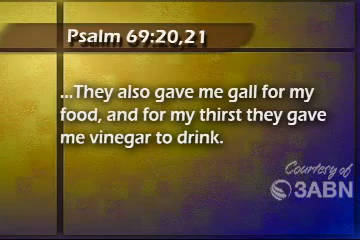 Psalm 69:20,21
...They also gave me gall for my
food, and for my thirst they gave
me vinegar to drink.
Courtesy of
3ABN